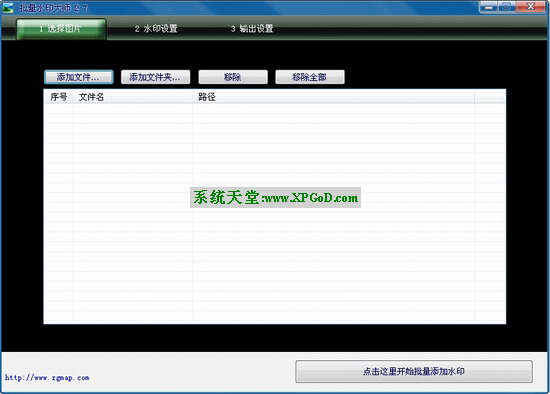 批量水印大师 2.7
1 选择图片 2 水印设置 3 输出设置
添加文件... 添加文件夹... 移除 移除全部
序号 文件名 路径
系统天堂:www.XPGoD.com
点击这里开始批量添加水印
http://www.zgmap.com